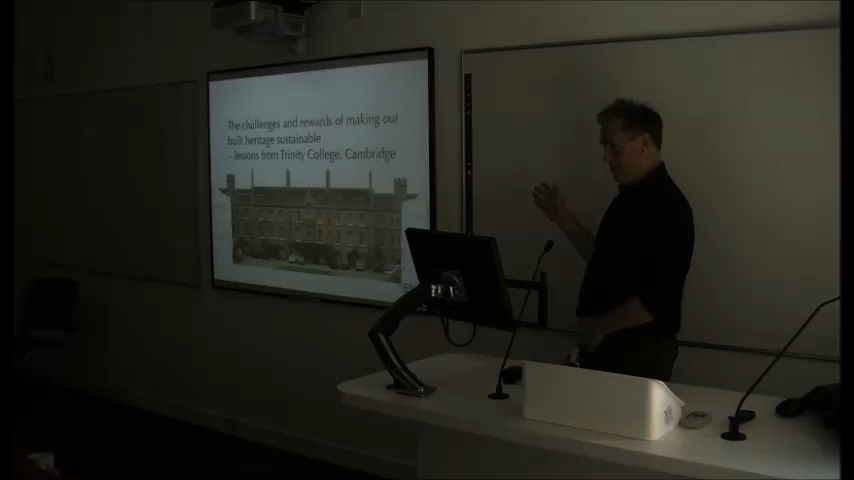 The challenges and rewards of making our
built heritage sustainable
– lessons from Trinity College, Cambridge